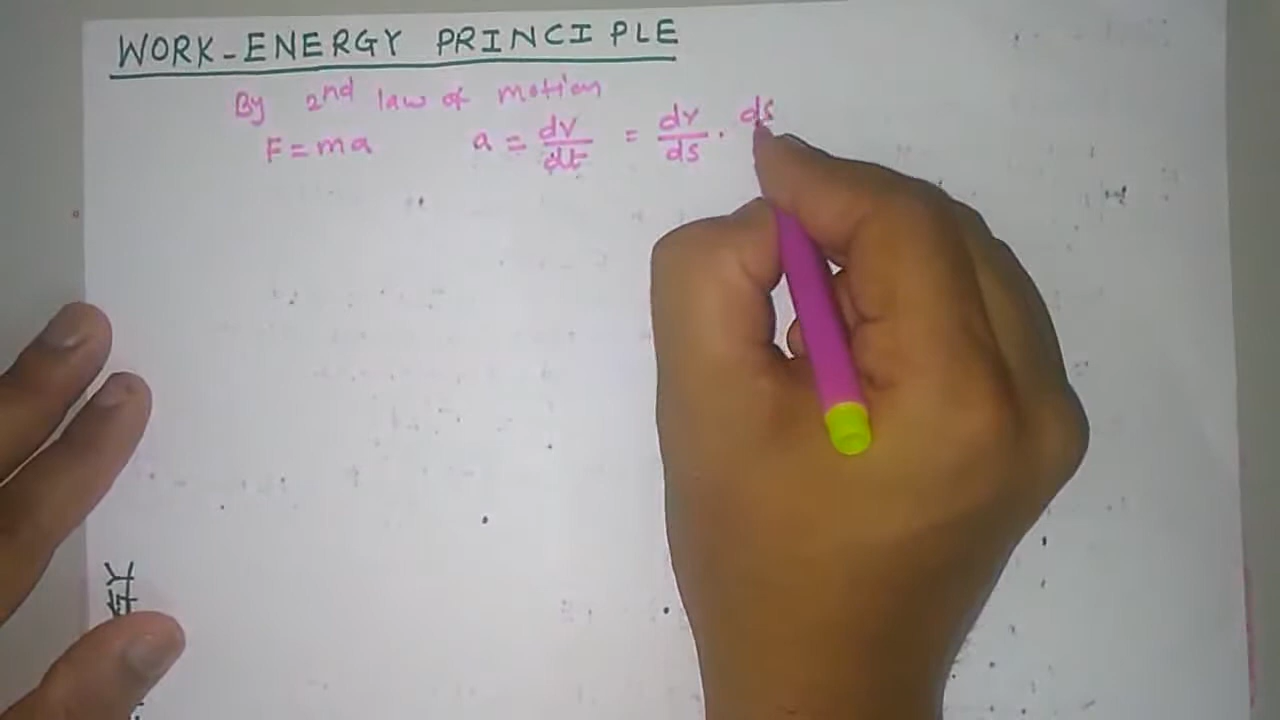 WORK-ENERGY PRINCIPLE
By 2nd law of motion
F = ma a = dv/dt = dv/ds . ds